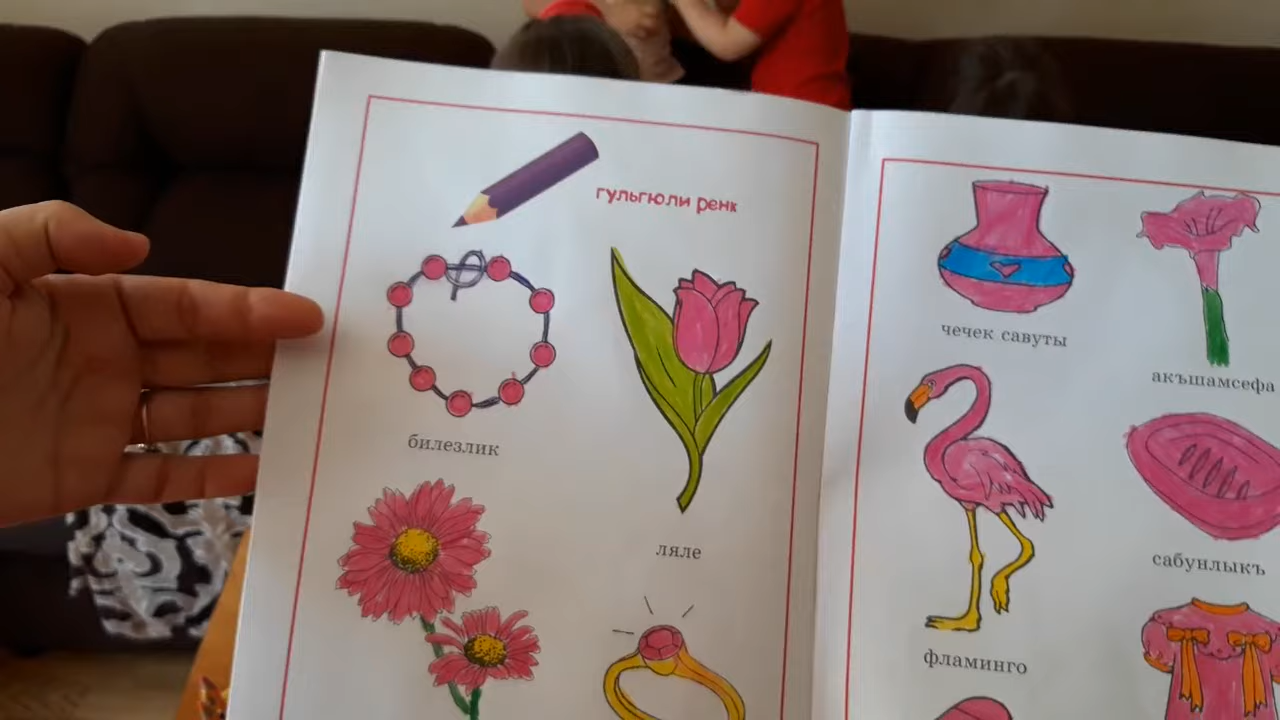 гульгюли ренк
билезлик
ляле
чечек савуты
акъшамсефа
фламинго
сабунлыкъ